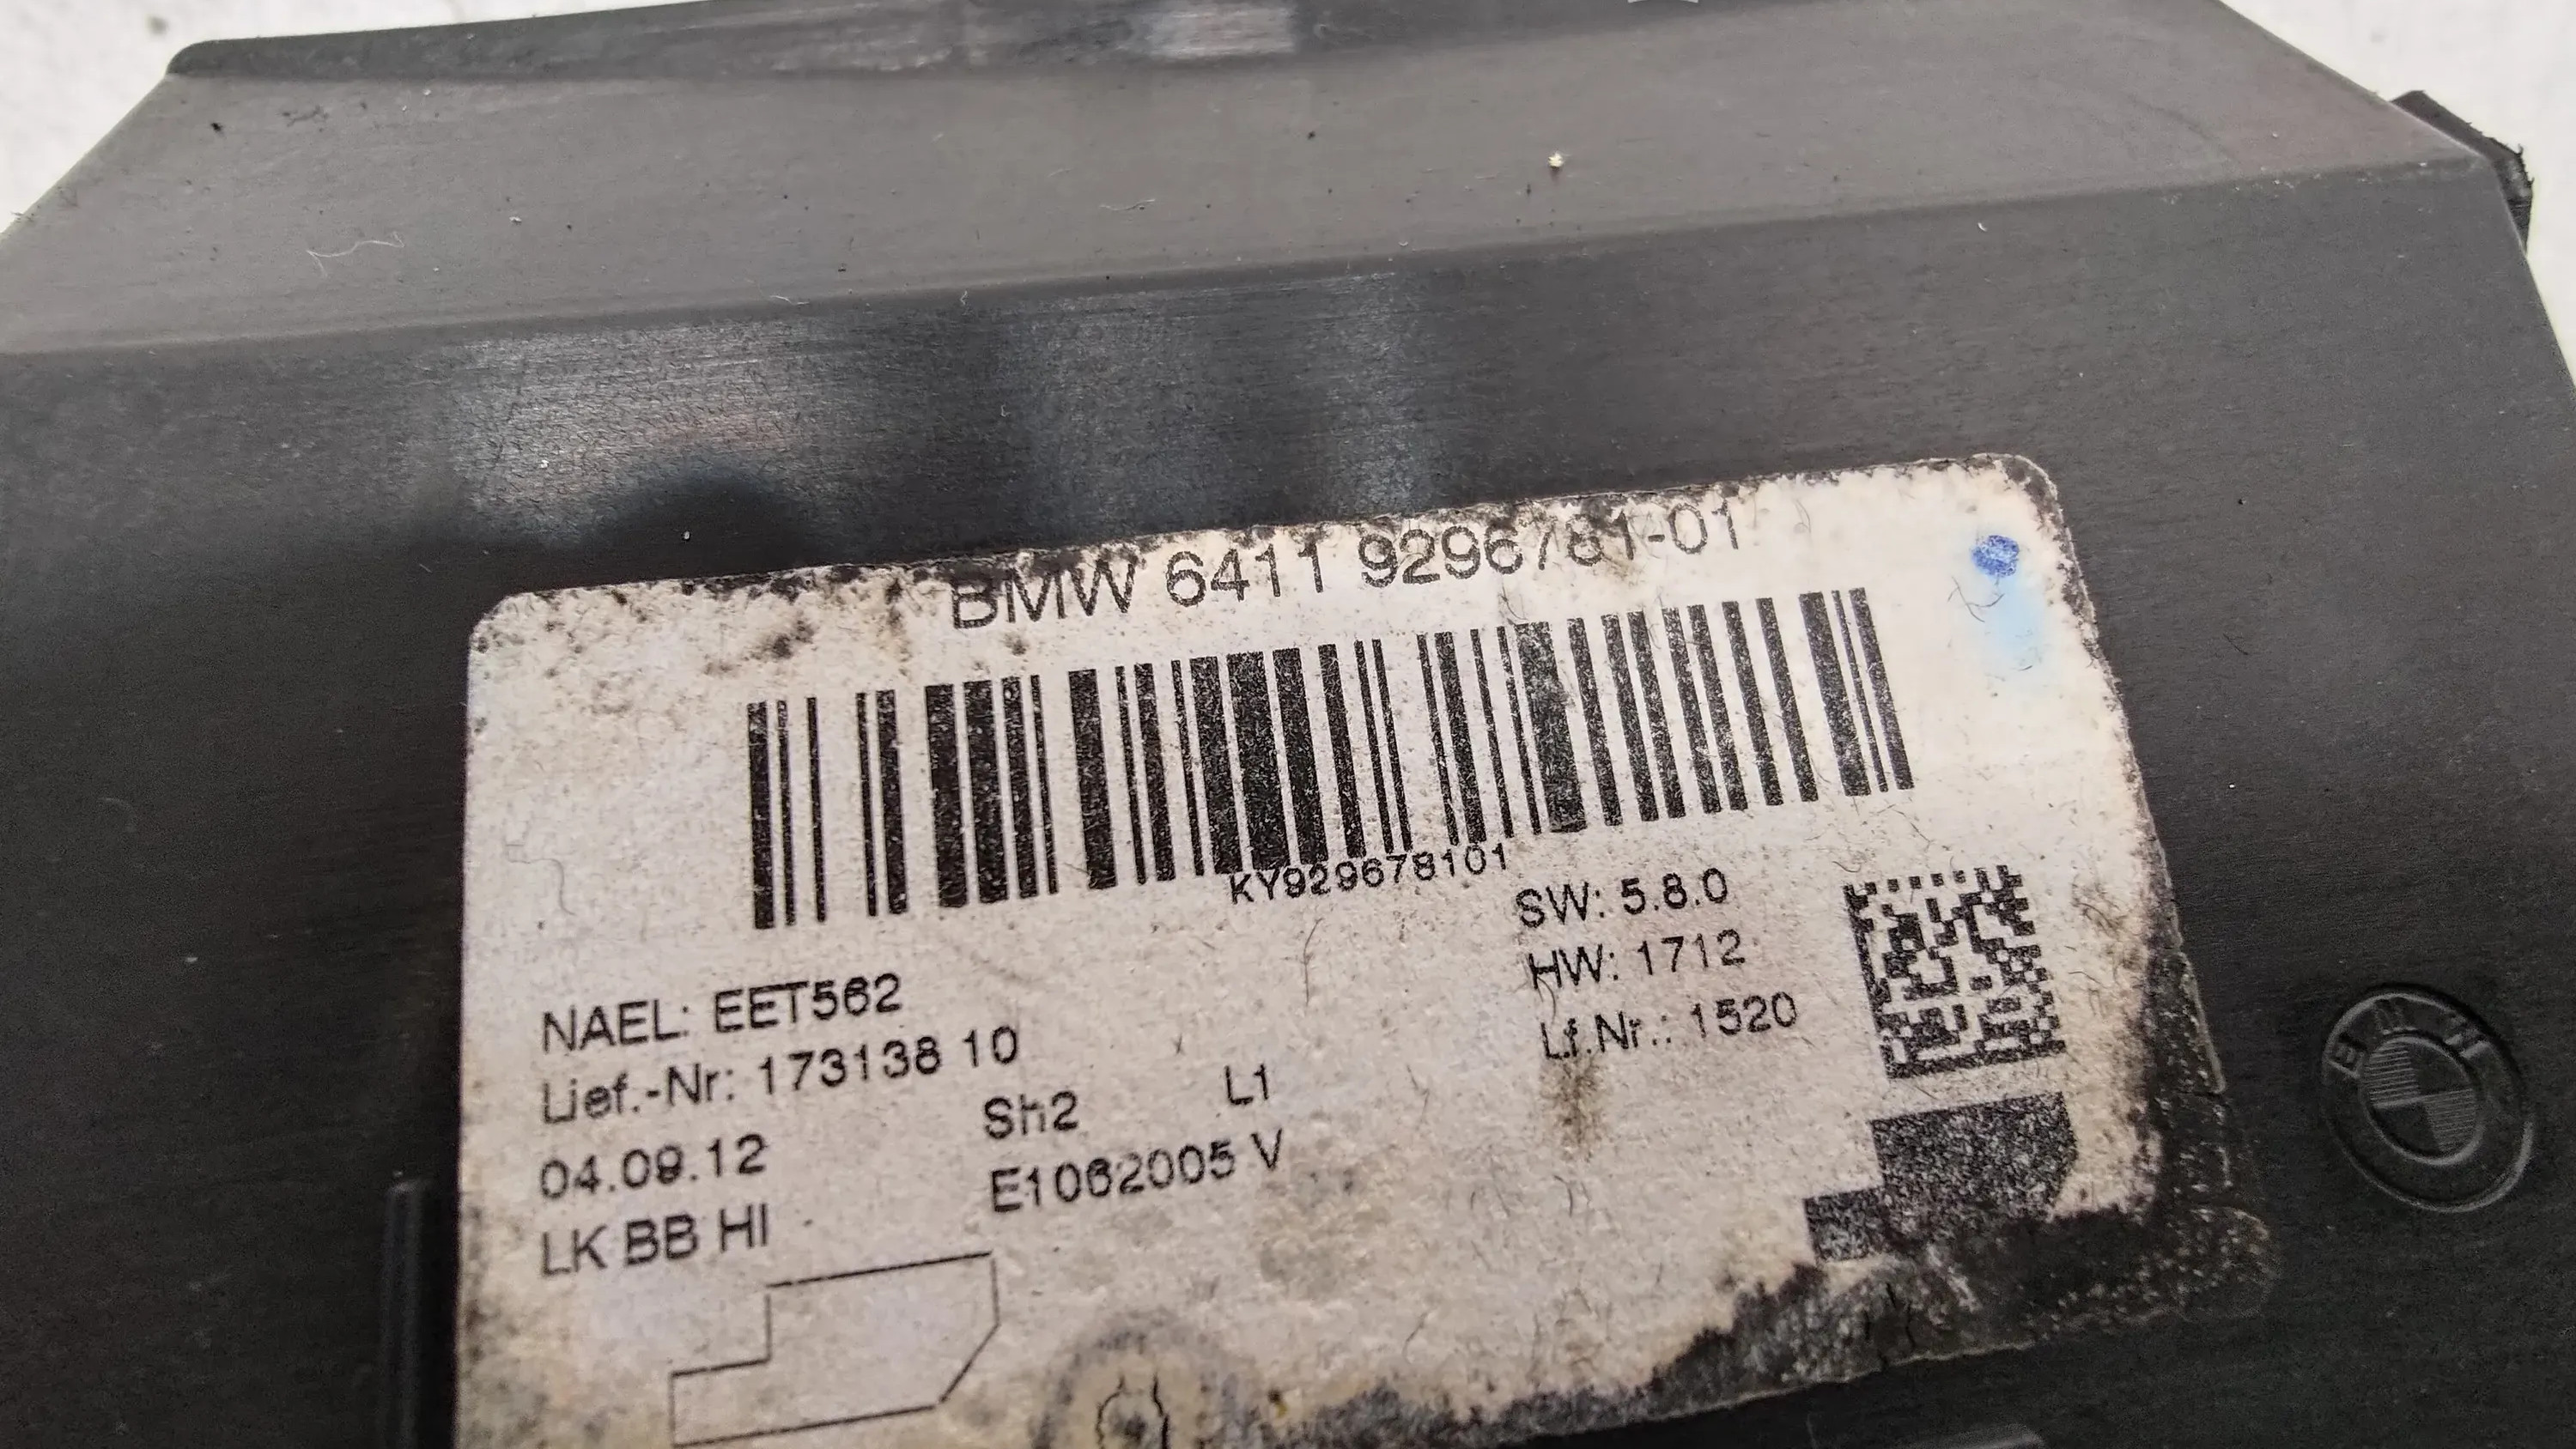 BMW 6411 9296781-01
KY929678101
SW: 5.8.0
HW: 1712
Lf.Nr.: 1520
NAEL: EET562
Lief.-Nr: 173138 10
04.09.12
Sh2
L1
LK BB HI
E1062005 V
BMW